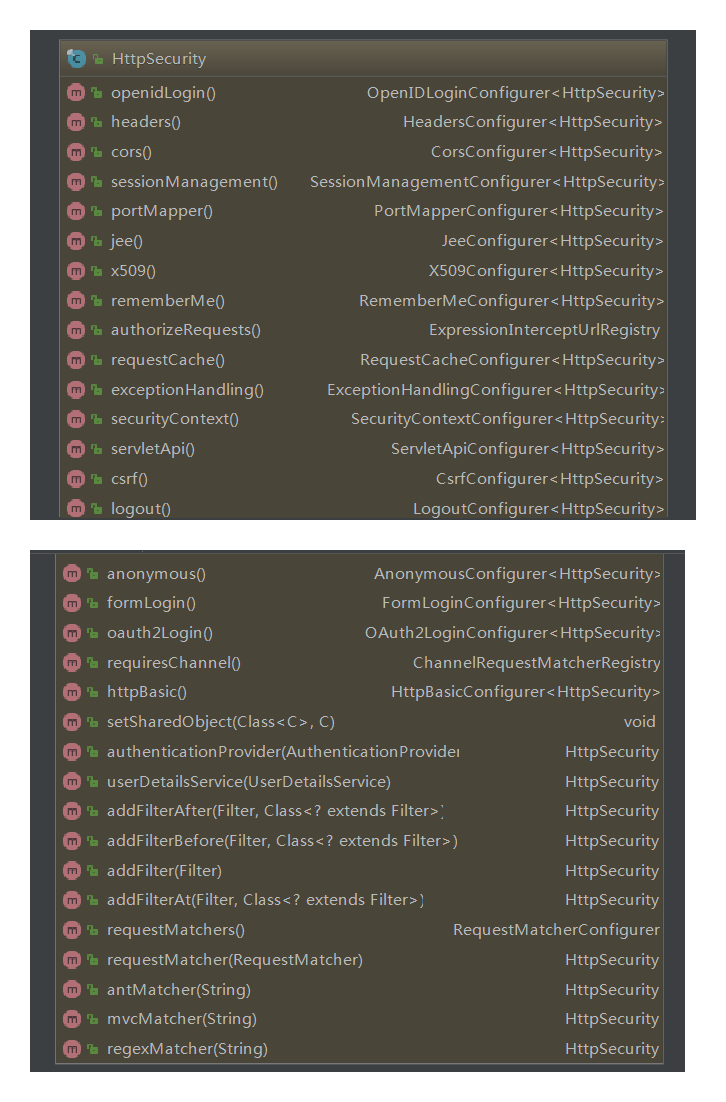 HttpSecurity
openidLogin() OpenIDLoginConfigurer<HttpSecurity>
headers() HeadersConfigurer<HttpSecurity>
cors() CorsConfigurer<HttpSecurity>
sessionManagement() SessionManagementConfigurer<HttpSecurity>
portMapper() PortMapperConfigurer<HttpSecurity>
jee() JeeConfigurer<HttpSecurity>
x509() X509Configurer<HttpSecurity>
rememberMe() RememberMeConfigurer<HttpSecurity>
authorizeRequests() ExpressionInterceptUrlRegistry
requestCache() RequestCacheConfigurer<HttpSecurity>
exceptionHandling() ExceptionHandlingConfigurer<HttpSecurity>
securityContext() SecurityContextConfigurer<HttpSecurity>
servletApi() ServletApiConfigurer<HttpSecurity>
csrf() CsrfConfigurer<HttpSecurity>
logout() LogoutConfigurer<HttpSecurity>
anonymous() AnonymousConfigurer<HttpSecurity>
formLogin() FormLoginConfigurer<HttpSecurity>
oauth2Login() OAuth2LoginConfigurer<HttpSecurity>
requiresChannel() ChannelRequestMatcherRegistry
httpBasic() HttpBasicConfigurer<HttpSecurity>
setSharedObject(Class<C>, C) void
authenticationProvider(AuthenticationProvider HttpSecurity
userDetailsService(UserDetailsService) HttpSecurity
addFilterAfter(Filter, Class<? extends Filter>) HttpSecurity
addFilterBefore(Filter, Class<? extends Filter>) HttpSecurity
addFilter(Filter) HttpSecurity
addFilterAt(Filter, Class<? extends Filter>) HttpSecurity
requestMatchers() RequestMatcherConfigurer
requestMatcher(RequestMatcher) HttpSecurity
antMatcher(String) HttpSecurity
mvcMatcher(String) HttpSecurity
regexMatcher(String) HttpSecurity